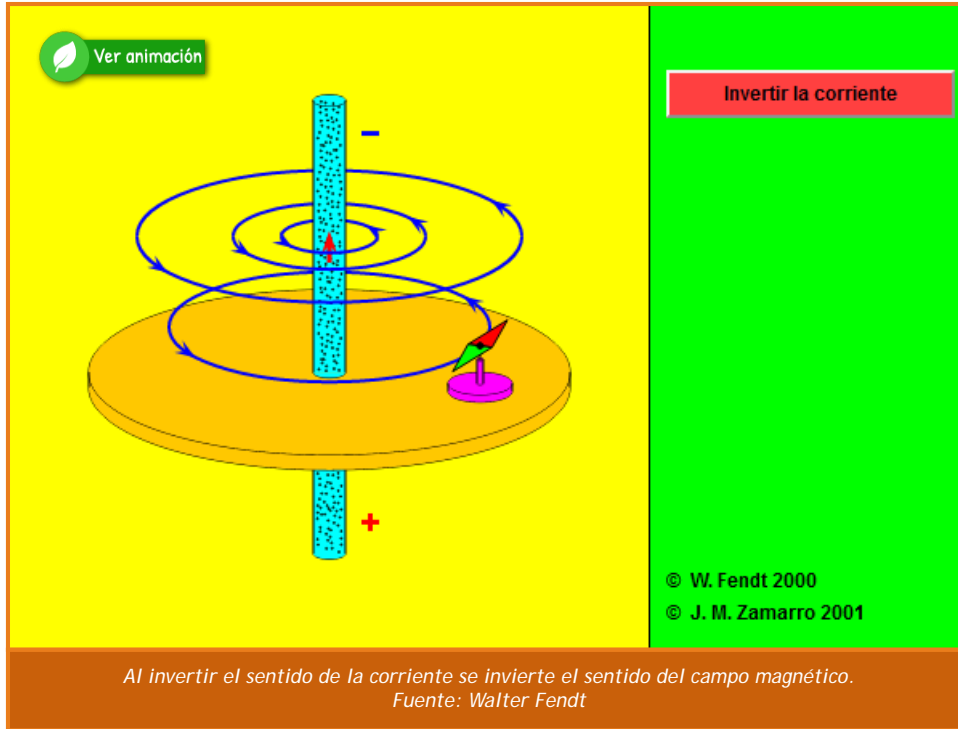 Ver animación
Invertir la corriente
−
+
© W. Fendt 2000
© J. M. Zamarro 2001
Al invertir el sentido de la corriente se invierte el sentido del campo magnético.
Fuente: Walter Fendt